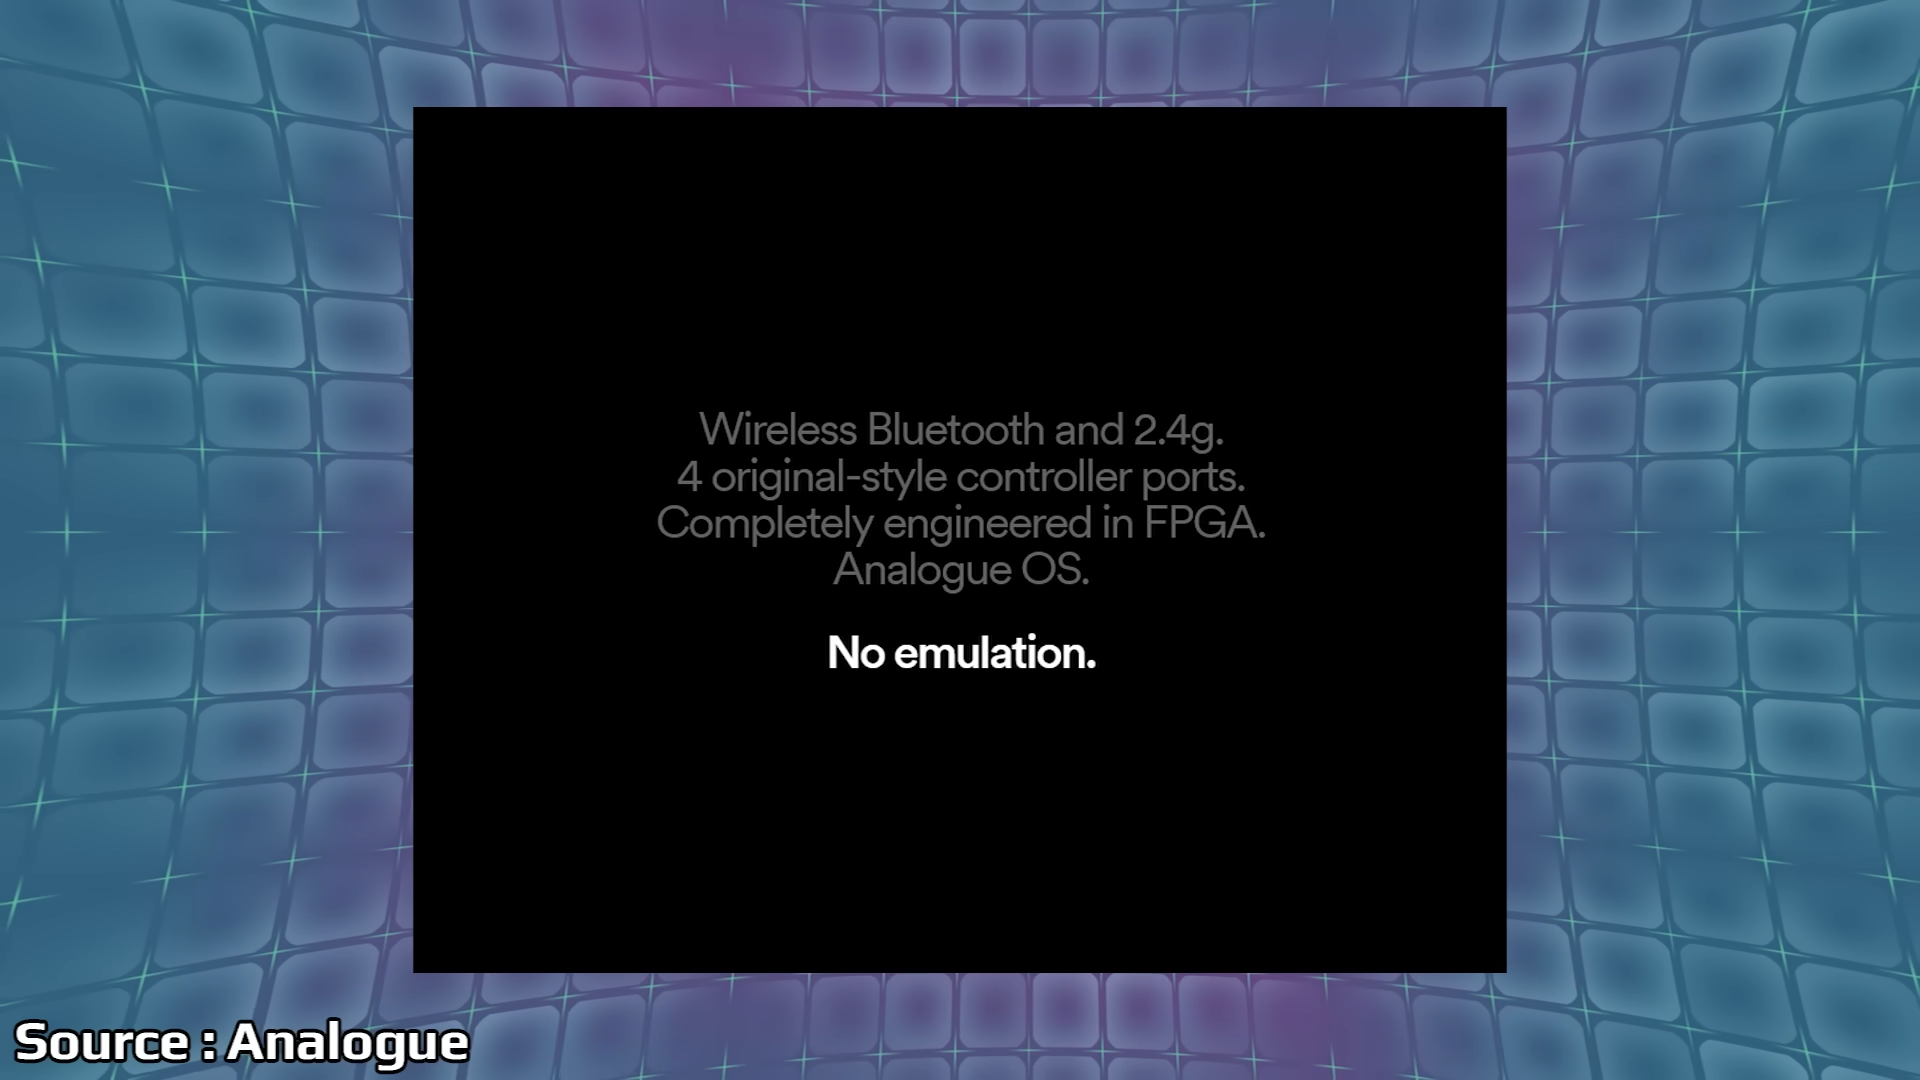 Wireless Bluetooth and 2.4g.
4 original-style controller ports.
Completely engineered in FPGA.
Analogue OS.
No emulation.
Source : Analogue